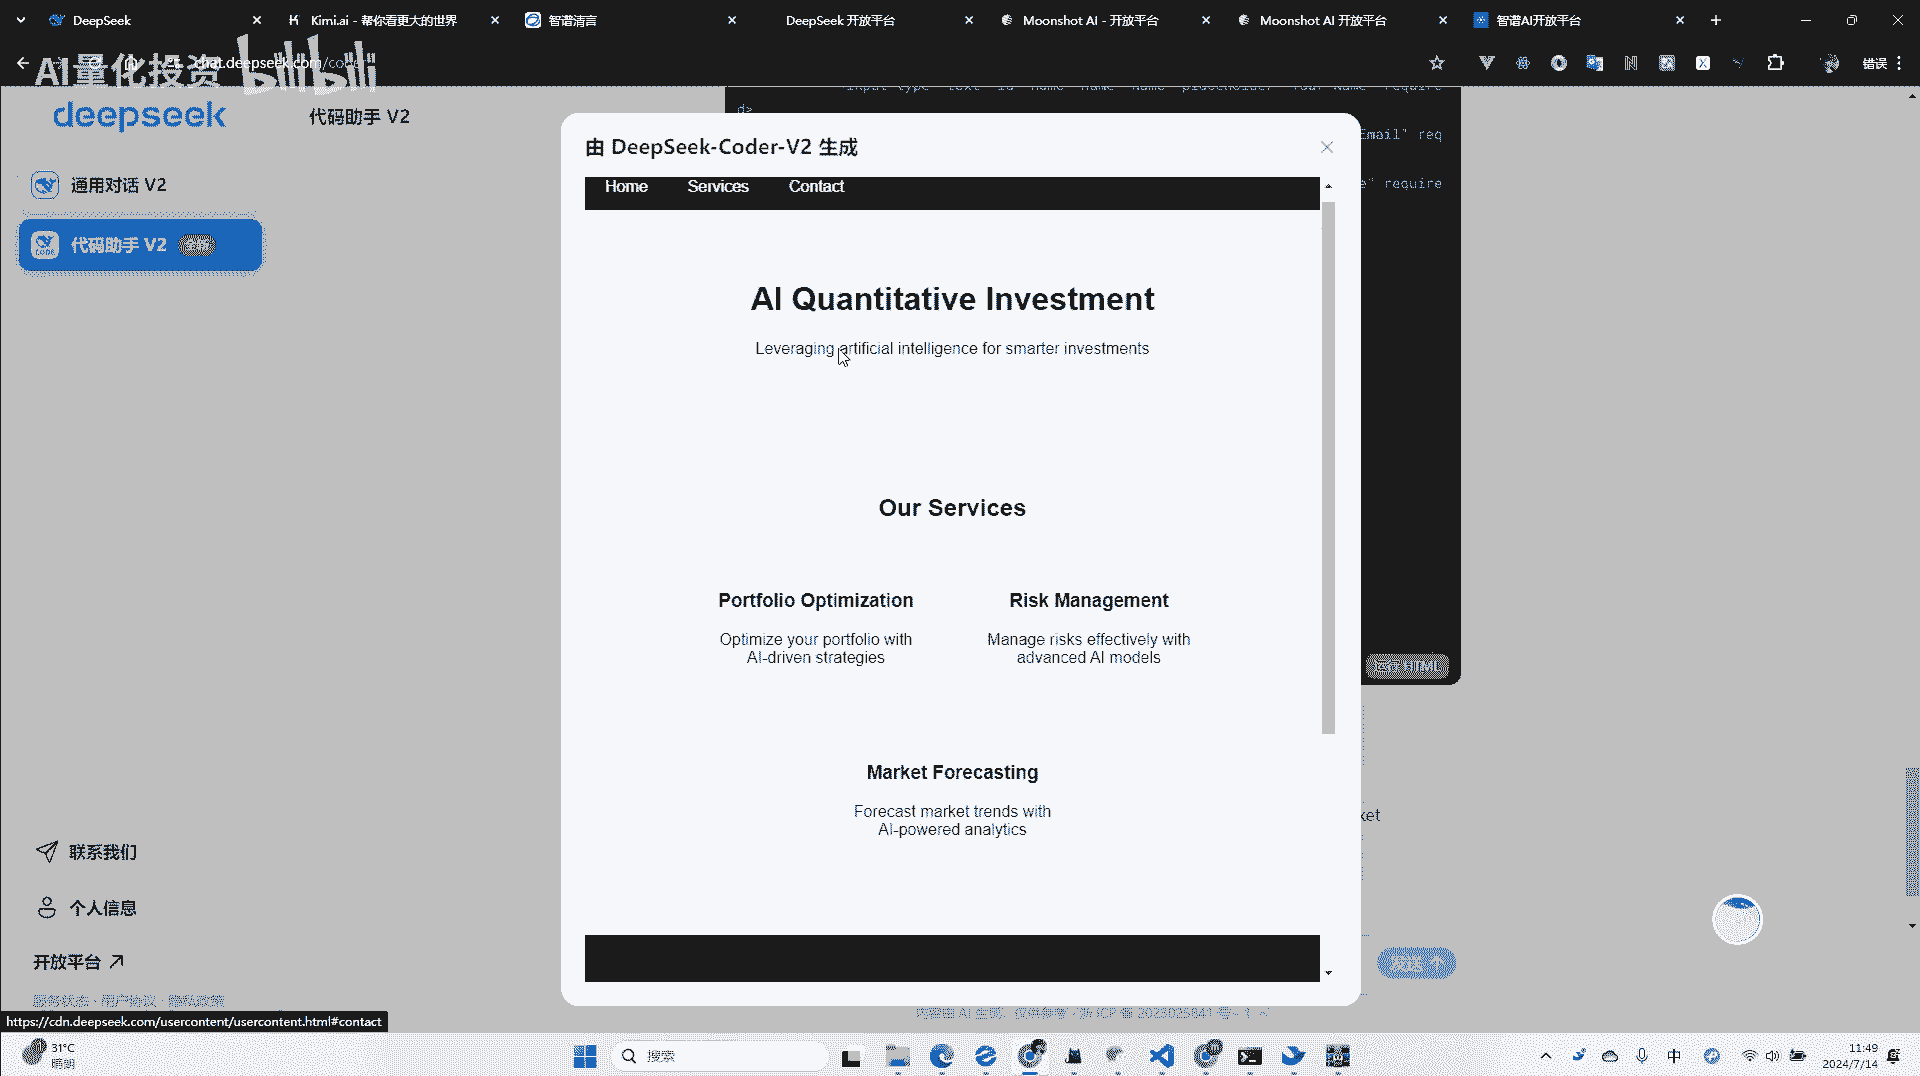 DeepSeek
Kimi.ai - 帮你看更大的世界
智谱清言
DeepSeek 开放平台
Moonshot AI - 开放平台
Moonshot AI 开放平台
智谱AI开放平台
AI量化投资 bilibili
chat.deepseek.com/coder
错误
deepseek
代码助手 V2
通用对话 V2
代码助手 V2
Email" req
e" require
由 DeepSeek-Coder-V2 生成
Home Services Contact
AI Quantitative Investment
Leveraging artificial intelligence for smarter investments
Our Services
Portfolio Optimization
Optimize your portfolio with
AI-driven strategies
Risk Management
Manage risks effectively with
advanced AI models
运行 HTML
Market Forecasting
Forecast market trends with
AI-powered analytics
ket
联系我们
个人信息
开放平台
服务状态 · 用户协议 · 隐私政策
https://cdn.deepseek.com/usercontent/usercontent.html#contact
31°C
晴朗
搜索
中
11:49
2024/7/14